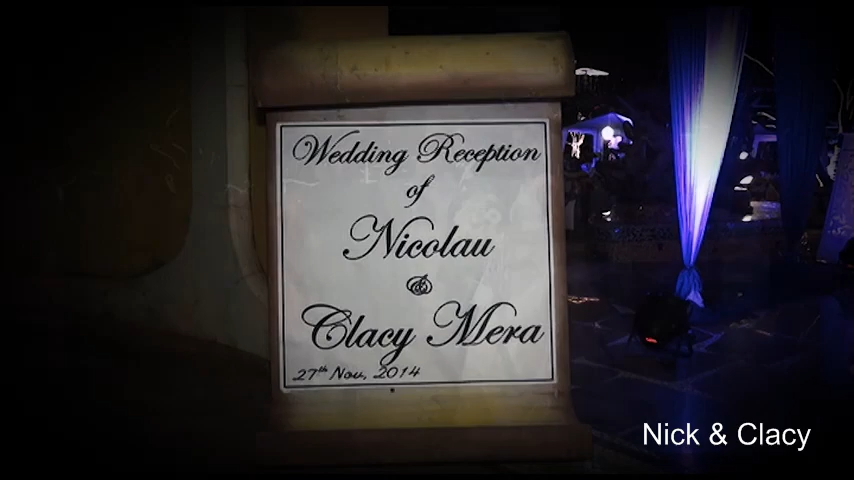 Wedding Reception
of
Nicolau
&
Clacy Mera
27th Nov, 2014
Nick & Clacy